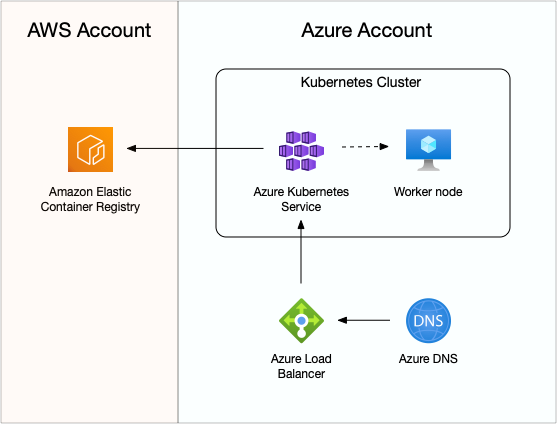 AWS Account
Azure Account
Kubernetes Cluster
Amazon Elastic
Container Registry
Azure Kubernetes
Service
Worker node
Azure Load
Balancer
DNS
Azure DNS